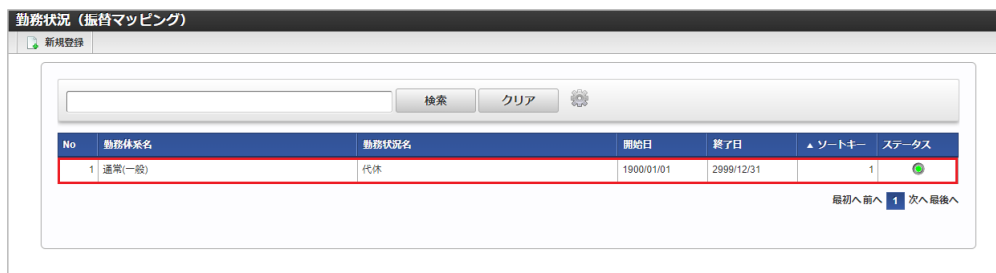 勤務状況（振替マッピング）
新規登録
検索 クリア
No 勤務体系名 勤務状況名 開始日 終了日 ▲ ソートキー ステータス
1 通常(一般) 代休 1900/01/01 2999/12/31 1
最初へ 前へ 1 次へ 最後へ